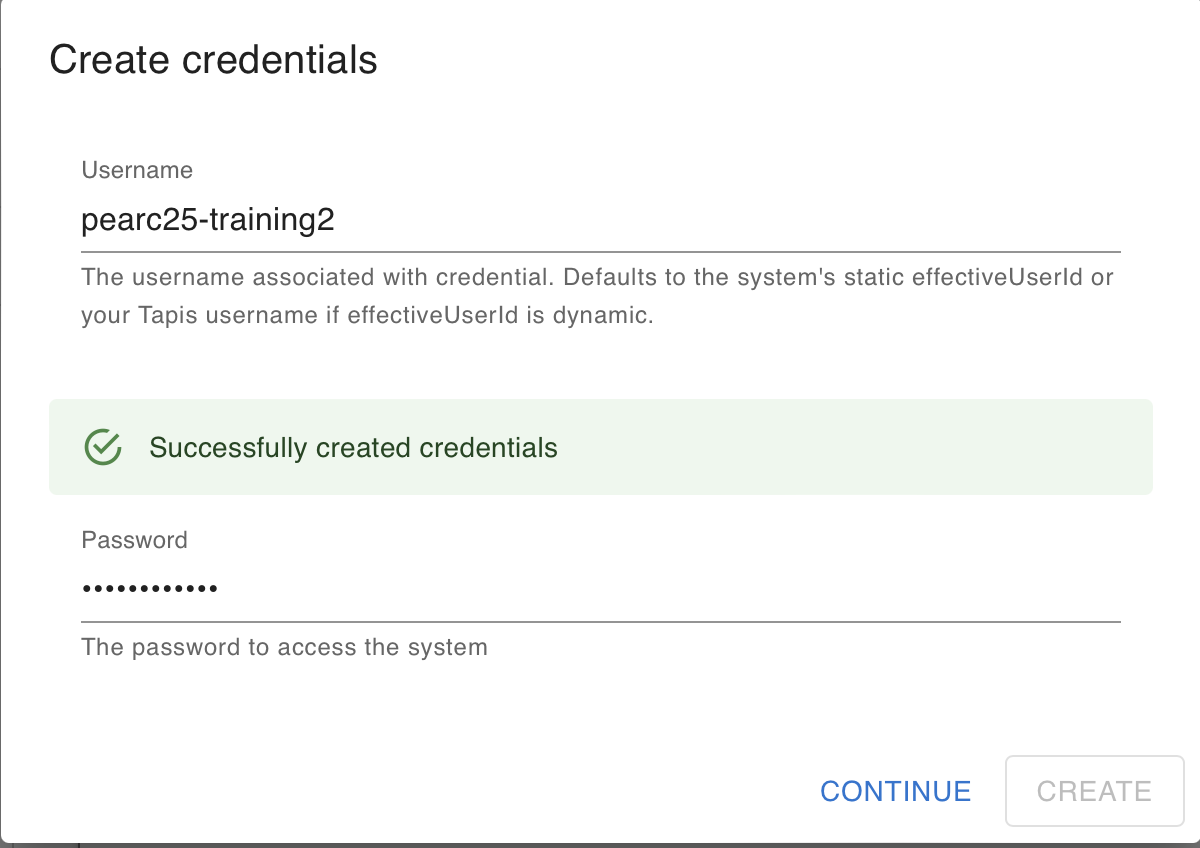 Create credentials
Username
pearc25-training2
The username associated with credential. Defaults to the system's static effectiveUserId or
your Tapis username if effectiveUserId is dynamic.
Successfully created credentials
Password
••••••••••••
The password to access the system
CONTINUE
CREATE